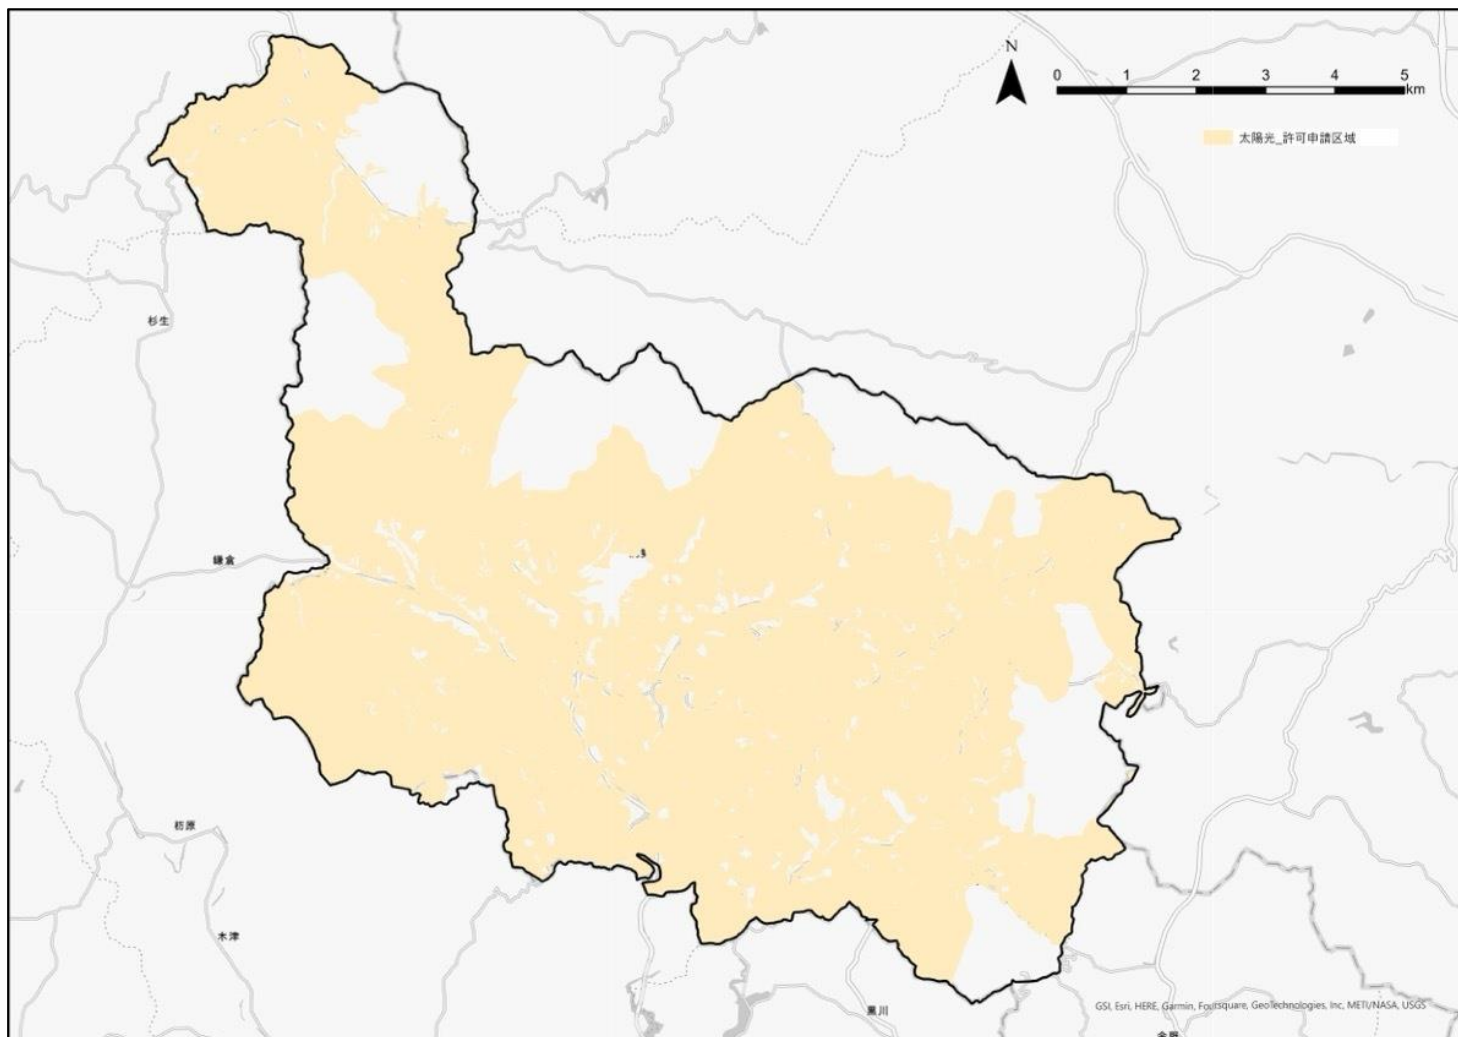 N
0 1 2 3 4 5
km
太陽光_許可申請区域
杉生
鎌倉
枋原
木津
黒川
GSI, Esri, HERE, Garmin, Foursquare, GeoTechnologies, Inc, METI/NASA, USGS